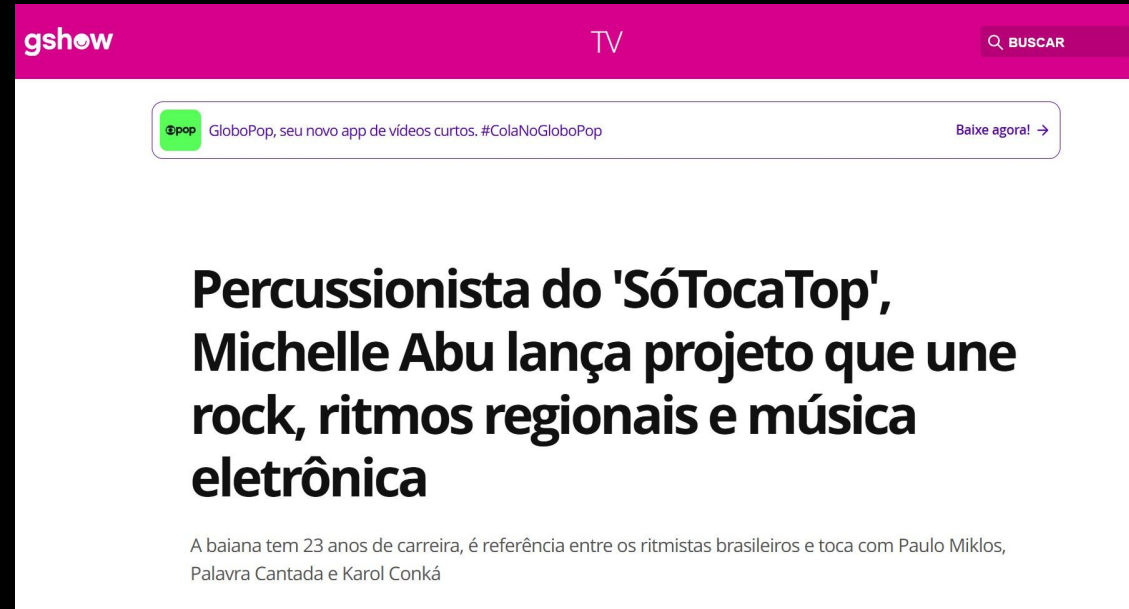 gshow
TV
BUSCAR
pop
GloboPop, seu novo app de vídeos curtos. #ColaNoGloboPop
Baixe agora! →
Percussionista do 'SóTocaTop',
Michelle Abu lança projeto que une
rock, ritmos regionais e música
eletrônica
A baiana tem 23 anos de carreira, é referência entre os ritmistas brasileiros e toca com Paulo Miklos,
Palavra Cantada e Karol Conká